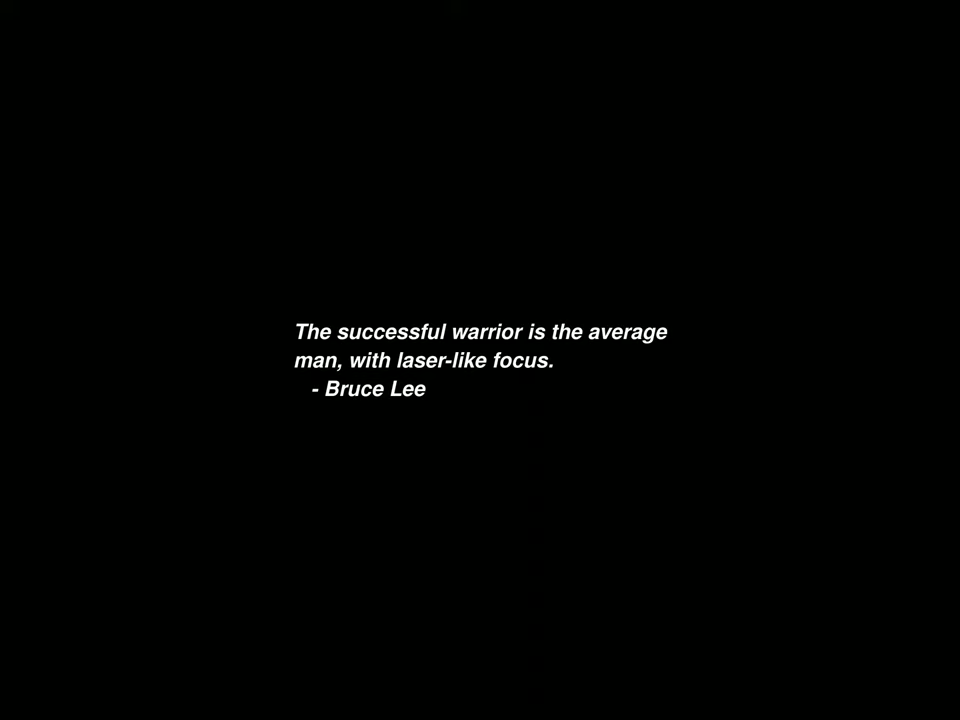 The successful warrior is the average
man, with laser-like focus.
- Bruce Lee